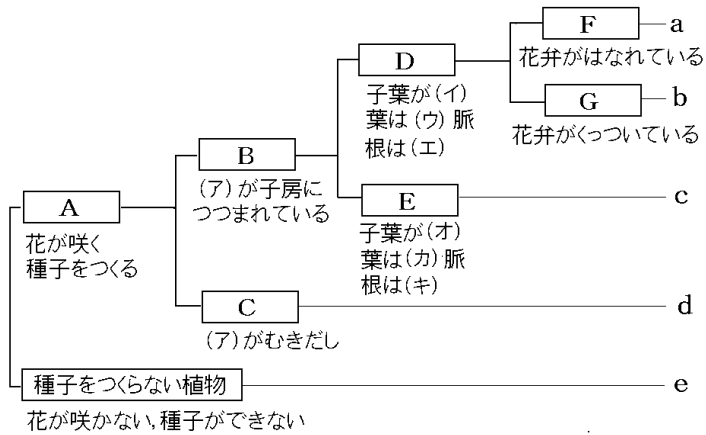 F
a
花弁がはなれている
D
子葉が(イ)
葉は(ウ)脈
根は(エ)
G
b
花弁がくっついている
B
(ア)が子房に
つつまれている
A
花が咲く
種子をつくる
E
c
子葉が(オ)
葉は(カ)脈
根は(キ)
C
d
(ア)がむきだし
種子をつくらない植物
e
花が咲かない,種子ができない